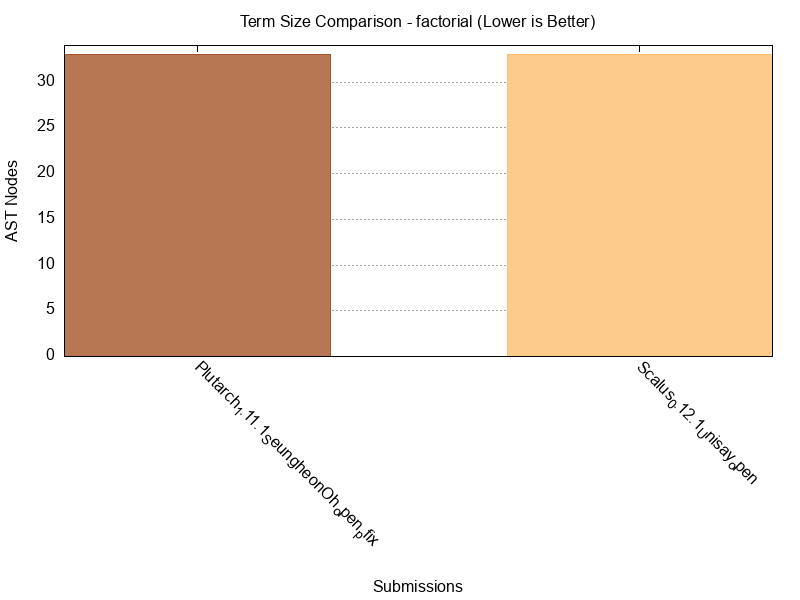 Term Size Comparison - factorial (Lower is Better)
AST Nodes
30
25
20
15
10
5
0
Plutarch₁.11.1ₛeungheonOhₒpenₚfix
Scalus₀.12.1ᵤnisayₒpen
Submissions